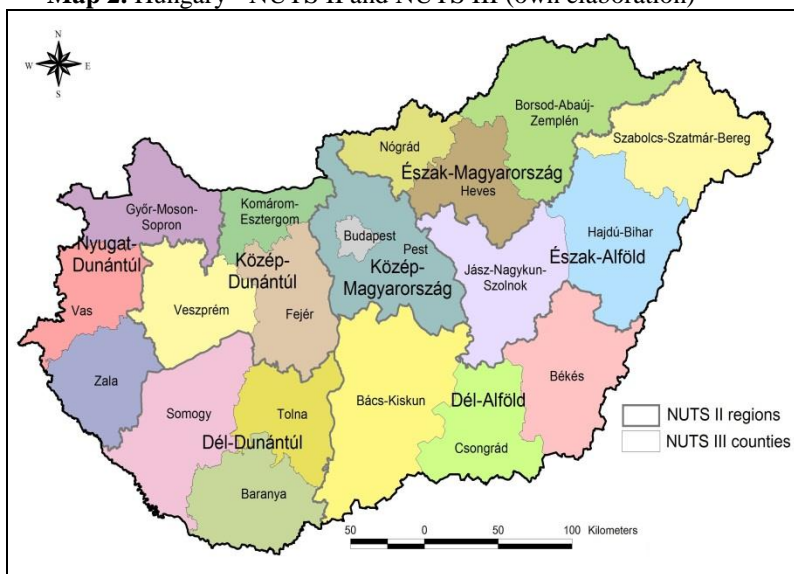 Map 2. Hungary - NUTS II and NUTS III (own elaboration)
N
W E
S
Borsod-Abaúj-
Zemplén
Szabolcs-Szatmár-Bereg
Nógrád
Észak-Magyarország
Heves
Győr-Moson-
Sopron
Komárom-
Esztergom
Budapest
Pest
Hajdú-Bihar
Nyugat-
Dunántúl
Közép-
Dunántúl
Közép-
Magyarország
Jász-Nagykun-
Szolnok
Észak-Alföld
Vas
Veszprém
Fejér
Zala
Somogy
Tolna
Bács-Kiskun
Dél-Alföld
Békés
Dél-Dunántúl
Csongrád
Baranya
NUTS II regions
NUTS III counties
50 0 50 100 Kilometers